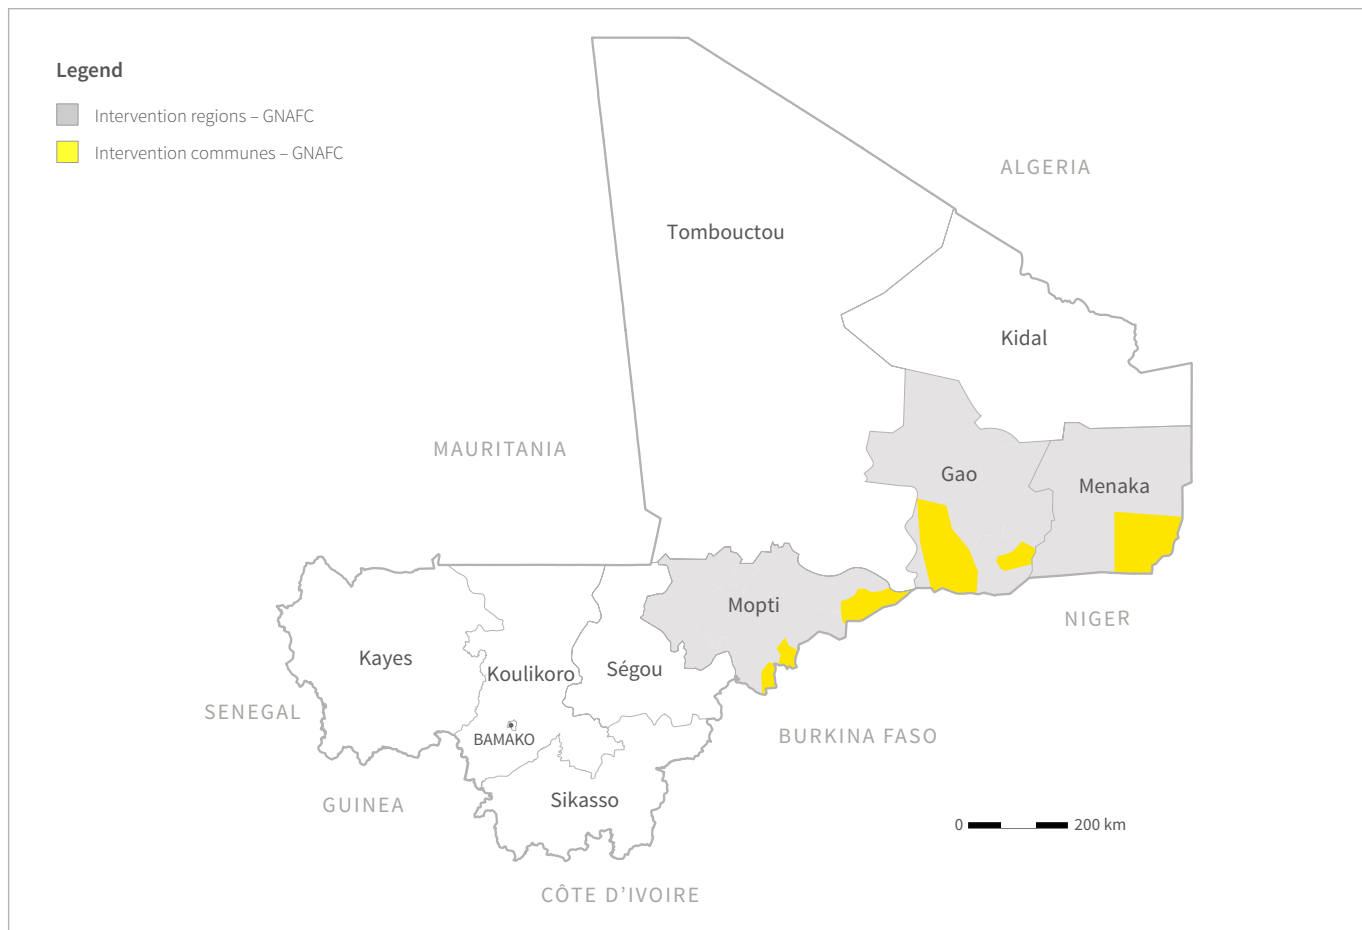 Legend
Intervention regions – GNAFC
Intervention communes – GNAFC
ALGERIA
Tombouctou
Kidal
MAURITANIA
Gao
Menaka
Mopti
NIGER
Kayes
Koulikoro
Ségou
SENEGAL
BURKINA FASO
BAMAKO
GUINEA
Sikasso
0 200 km
CÔTE D’IVOIRE